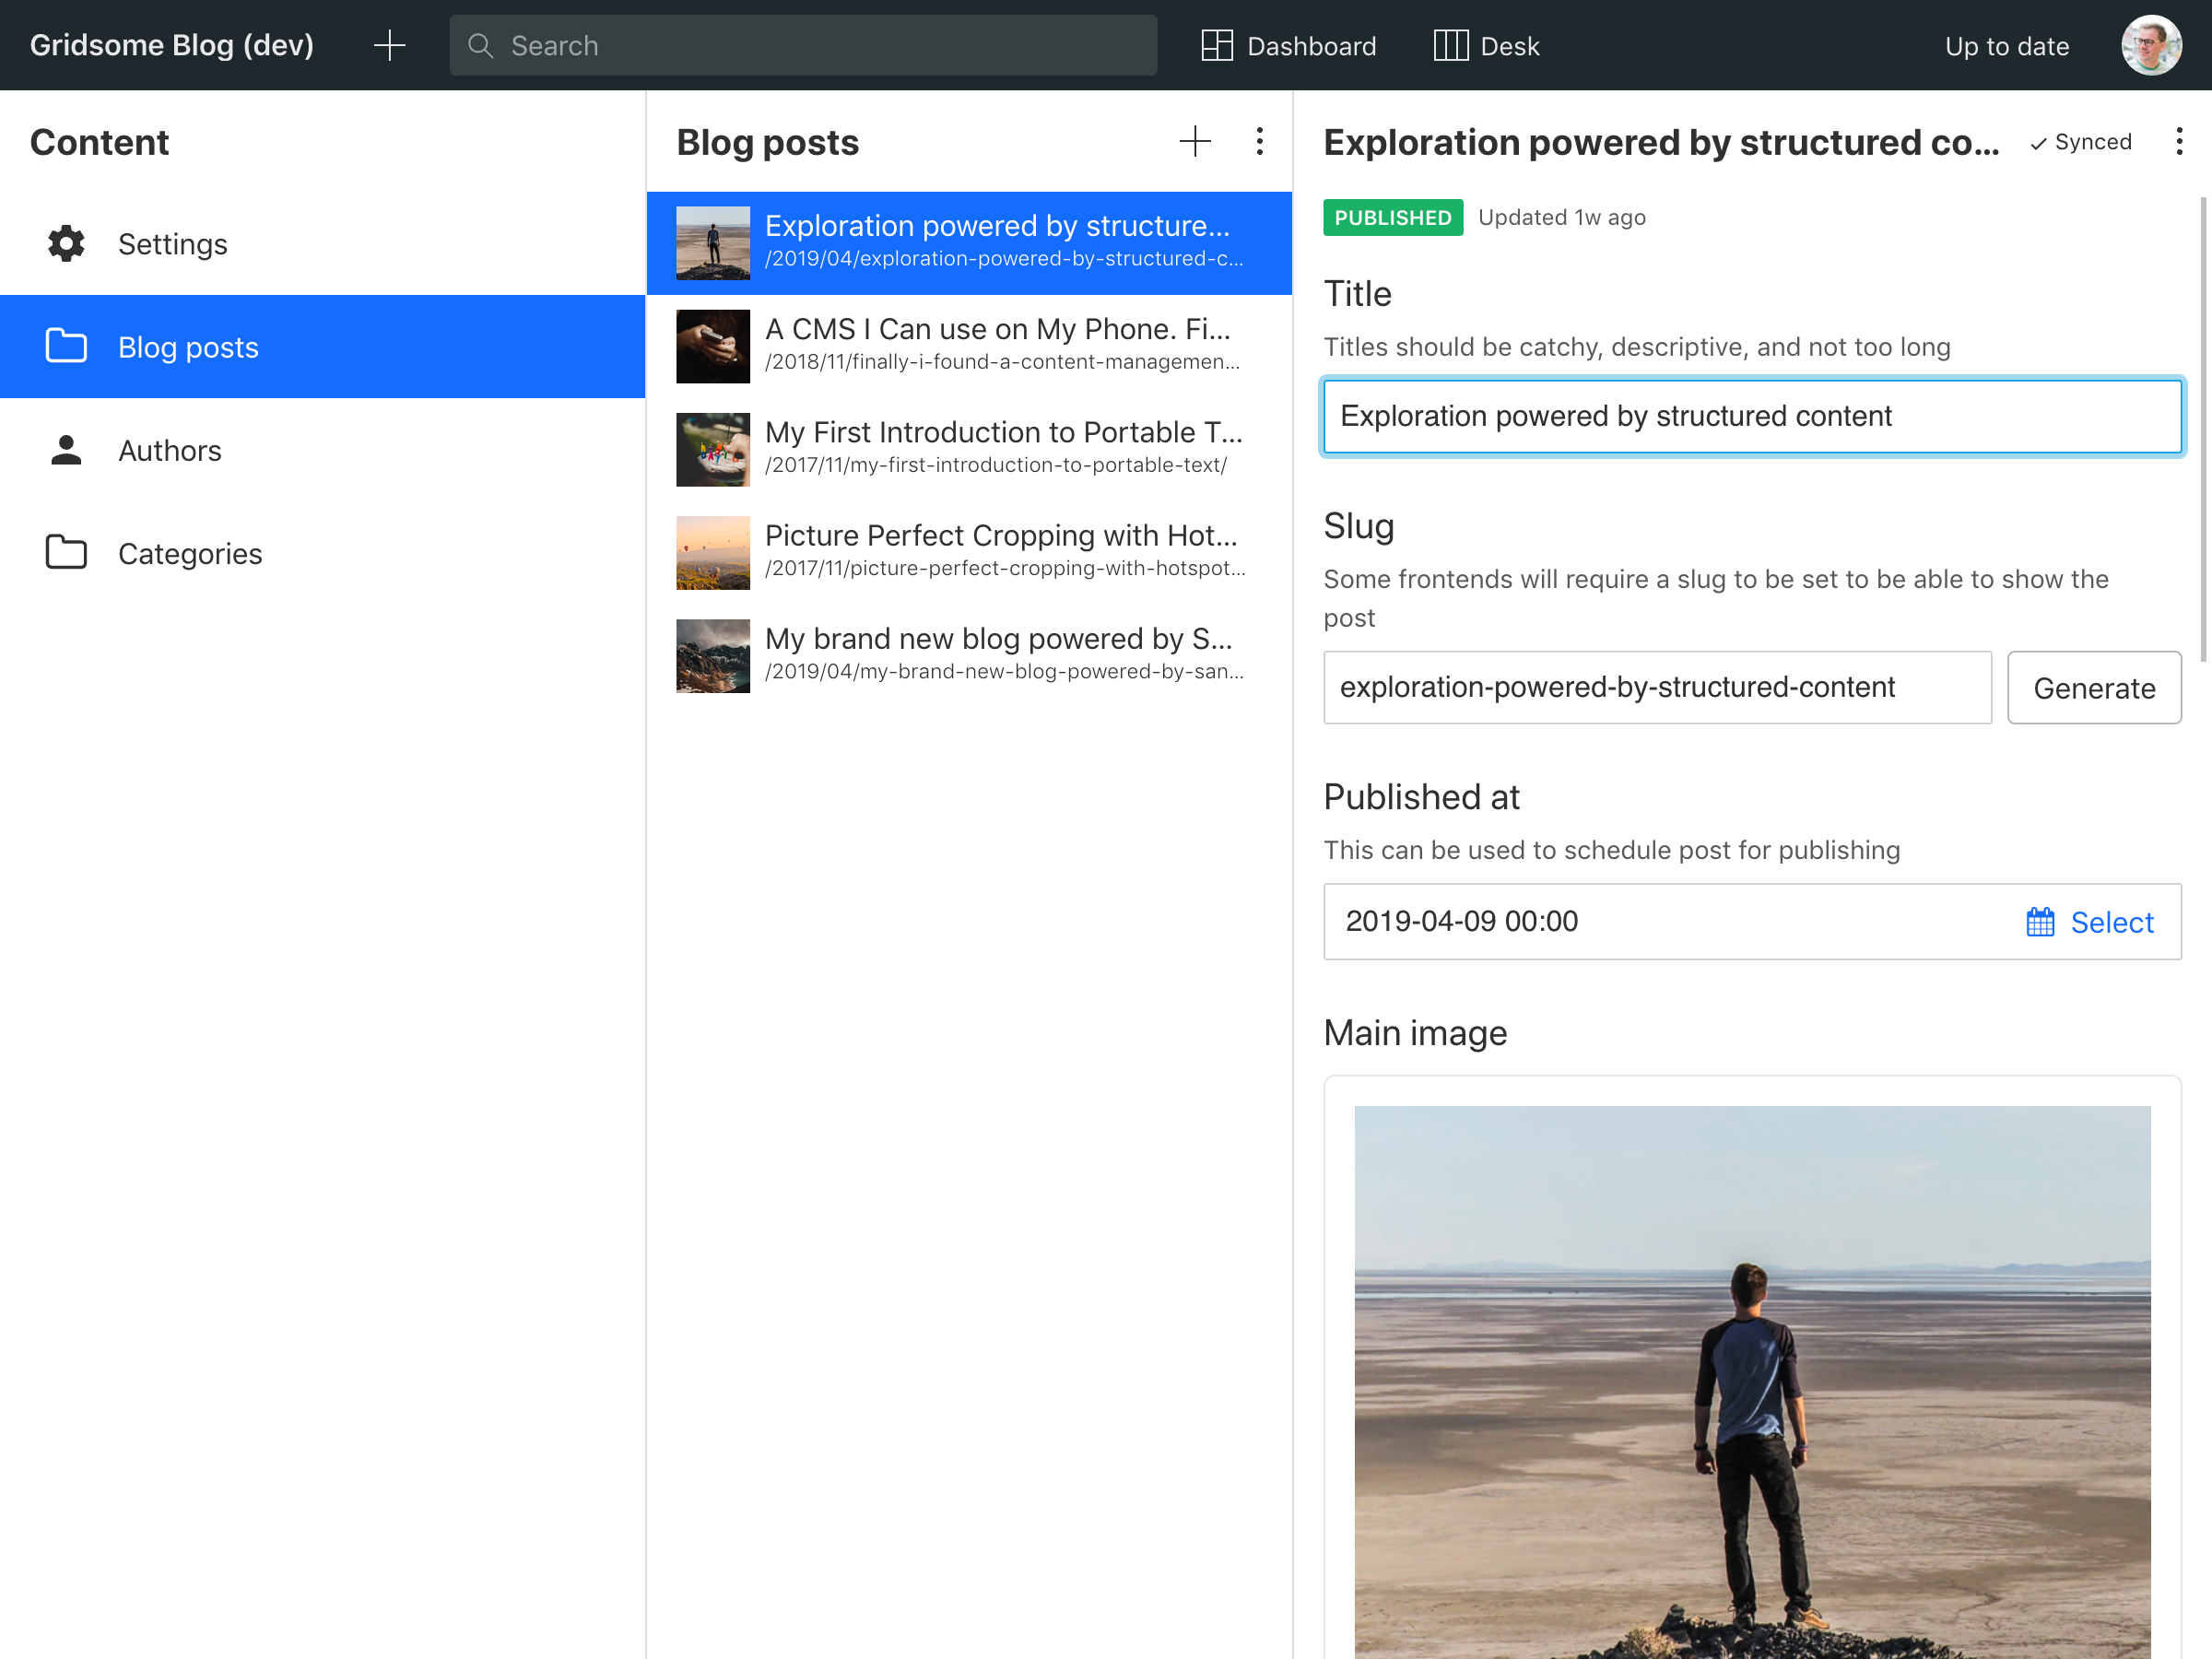 Gridsome Blog (dev)
Search
Dashboard
Desk
Up to date
Content
Settings
Blog posts
Authors
Categories
Blog posts
Exploration powered by structure...
/2019/04/exploration-powered-by-structured-c...
A CMS I Can use on My Phone. Fi...
/2018/11/finally-i-found-a-content-managemen...
My First Introduction to Portable T...
/2017/11/my-first-introduction-to-portable-text/
Picture Perfect Cropping with Hot...
/2017/11/picture-perfect-cropping-with-hotspot...
My brand new blog powered by S...
/2019/04/my-brand-new-blog-powered-by-san...
Exploration powered by structured co...
Synced
PUBLISHED
Updated 1w ago
Title
Titles should be catchy, descriptive, and not too long
Exploration powered by structured content
Slug
Some frontends will require a slug to be set to be able to show the
post
exploration-powered-by-structured-content
Generate
Published at
This can be used to schedule post for publishing
2019-04-09 00:00
Select
Main image